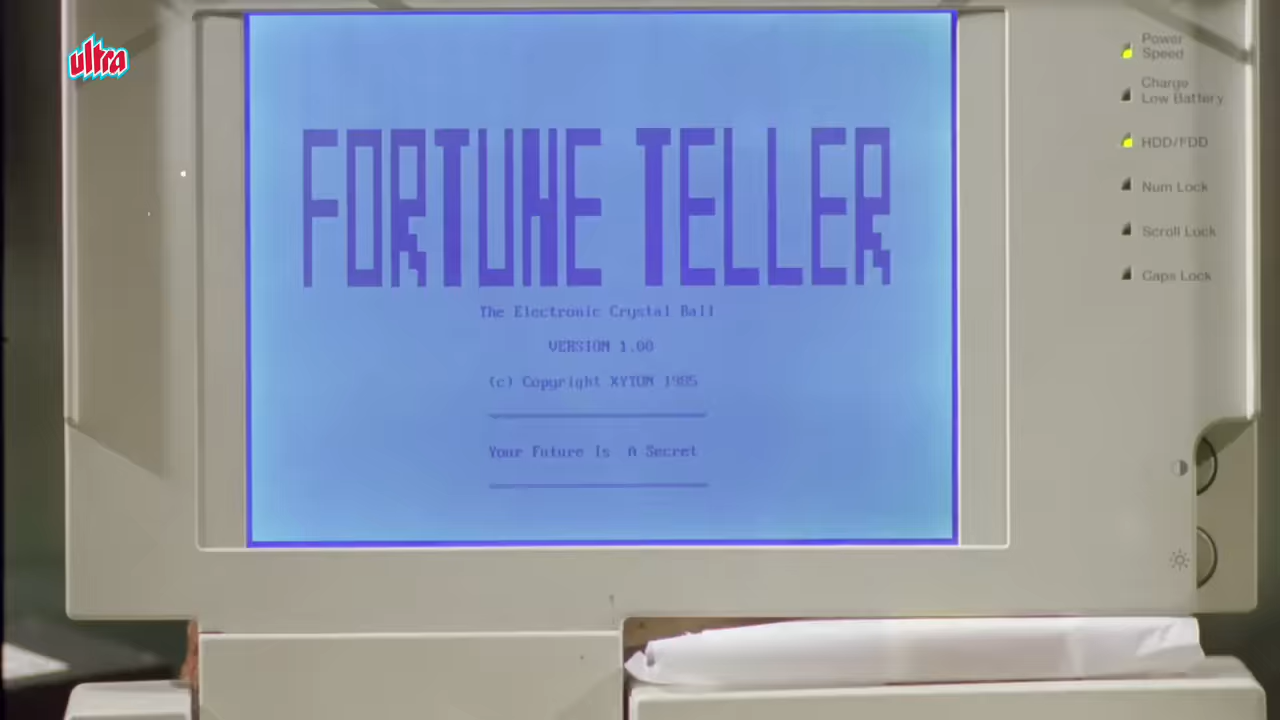 ultra
FORTUNE TELLER
The Electronic Crystal Ball
VERSION 1.00
(c) Copyright XYTON 1985
Your Future Is A Secret
Power
Speed
Charge
Low Battery
HDD/FDD
Num Lock
Scroll Lock
Caps Lock